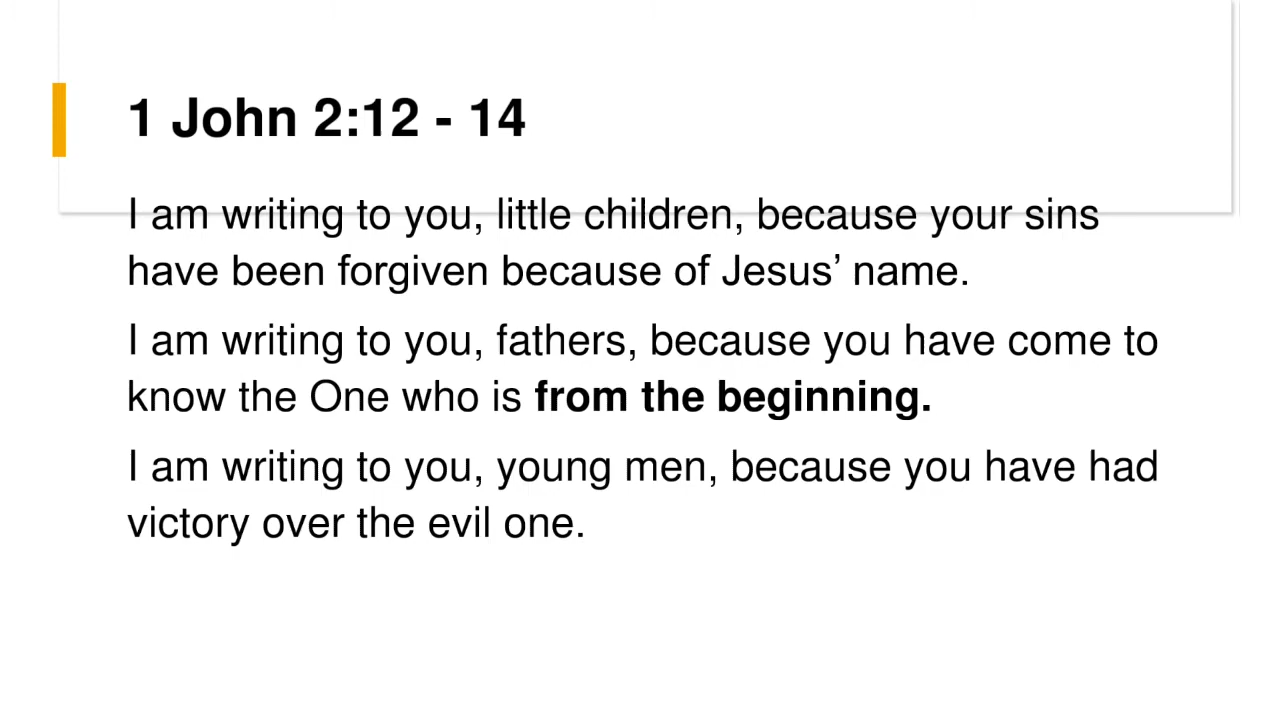 1 John 2:12 - 14
I am writing to you, little children, because your sins
have been forgiven because of Jesus’ name.
I am writing to you, fathers, because you have come to
know the One who is from the beginning.
I am writing to you, young men, because you have had
victory over the evil one.